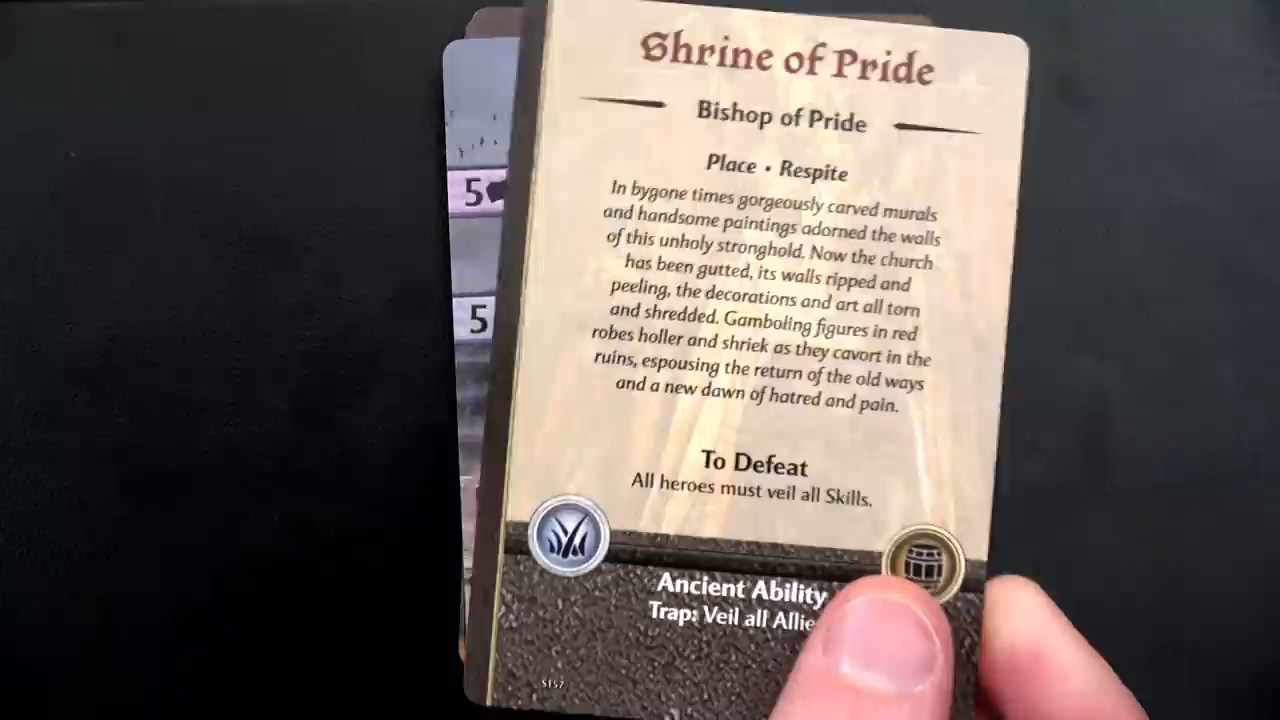 Shrine of Pride
Bishop of Pride
Place • Respite
In bygone times gorgeously carved murals
and handsome paintings adorned the walls
of this unholy stronghold. Now the church
has been gutted, its walls ripped and
peeling, the decorations and art all torn
and shredded. Gamboling figures in red
robes holler and shriek as they cavort in the
ruins, espousing the return of the old ways
and a new dawn of hatred and pain.
To Defeat
All heroes must veil all Skills.
Ancient Ability
Trap: Veil all
S157
5
5